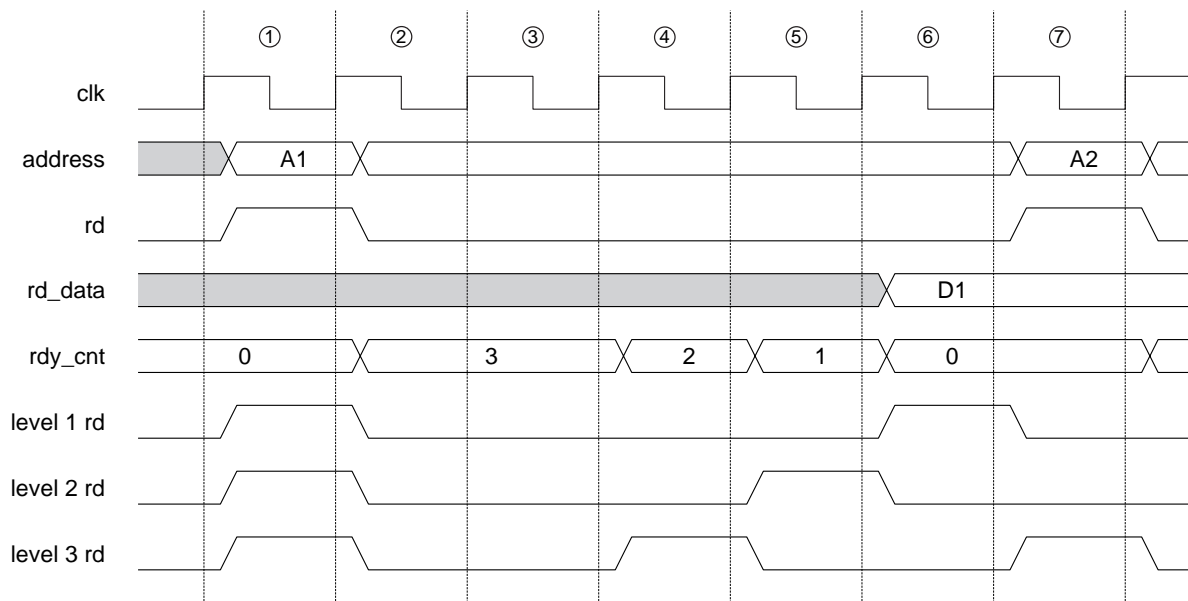 ① ② ③ ④ ⑤ ⑥ ⑦
clk
address A1 A2
rd
rd_data D1
rdy_cnt 0 3 2 1 0
level 1 rd
level 2 rd
level 3 rd